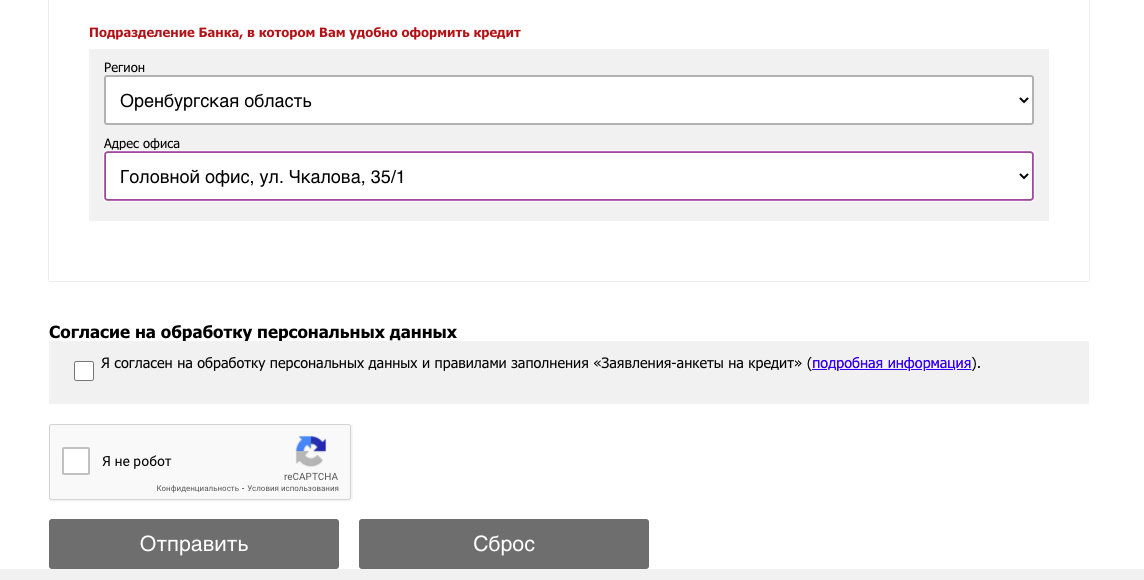 Подразделение Банка, в котором Вам удобно оформить кредит
Регион
Оренбургская область
Адрес офиса
Головной офис, ул. Чкалова, 35/1
Согласие на обработку персональных данных
Я согласен на обработку персональных данных и правилами заполнения «Заявления-анкеты на кредит» (подробная информация).
Я не робот
reCAPTCHA
Конфиденциальность - Условия использования
Отправить
Сброс